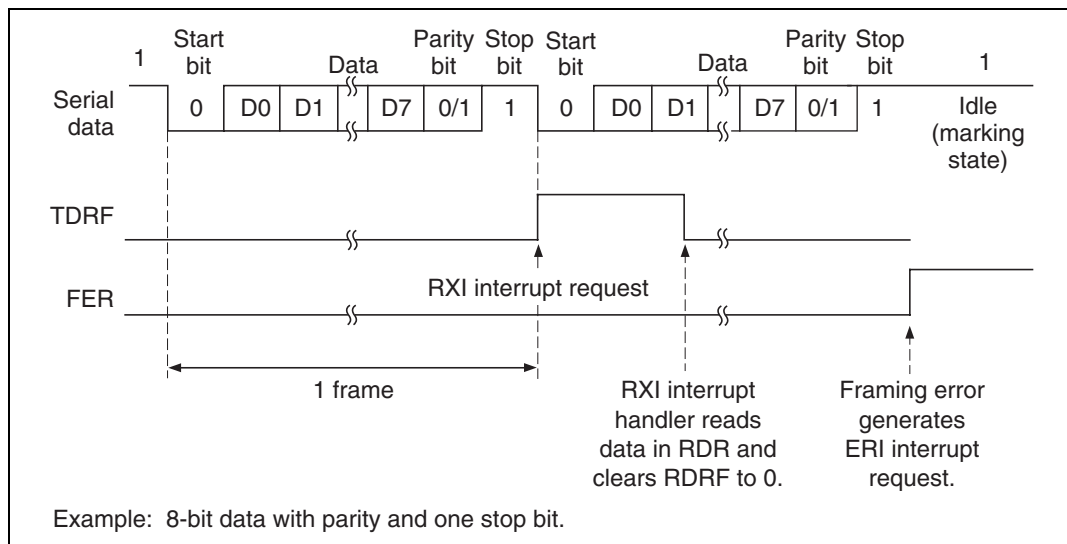 1 Start bit Data Parity bit Stop bit Start bit Data Parity bit Stop bit 1
Serial data 0 D0 D1 D7 0/1 1 0 D0 D1 D7 0/1 1 Idle (marking state)
TDRF
RXI interrupt request
FER
1 frame
RXI interrupt
handler reads
data in RDR and
clears RDRF to 0.
Framing error
generates
ERI interrupt
request.
Example: 8-bit data with parity and one stop bit.